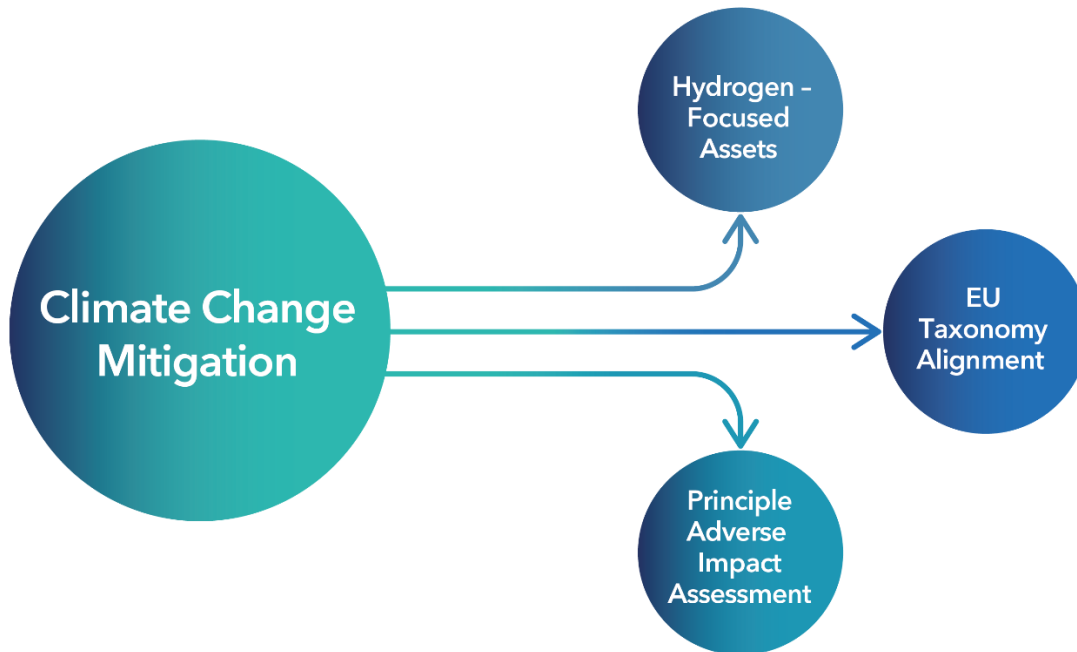 Climate Change
Mitigation
Hydrogen –
Focused
Assets
EU
Taxonomy
Alignment
Principle
Adverse
Impact
Assessment